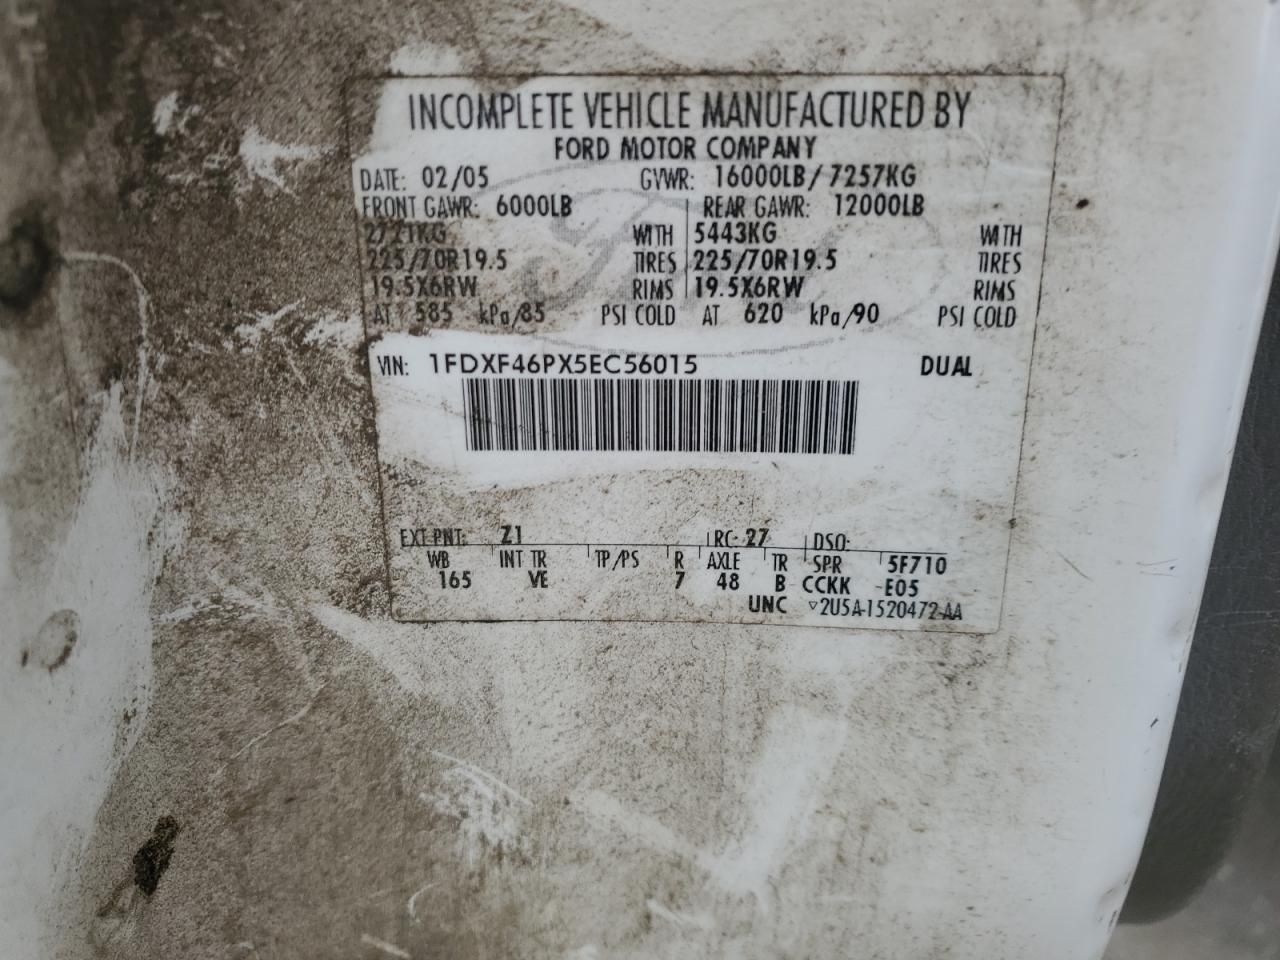 INCOMPLETE VEHICLE MANUFACTURED BY
FORD MOTOR COMPANY
DATE: 02/05 GVWR: 16000LB/7257KG
FRONT GAWR: 6000LB REAR GAWR: 12000LB
2721KG WITH 5443KG WITH
225/70R19.5 TIRES 225/70R19.5 TIRES
19.5X6RW RIMS 19.5X6RW RIMS
AT 585 kPa/85 PSI COLD AT 620 kPa/90 PSI COLD
VIN: 1FDXF46PX5EC56015 DUAL
EXT PNT: Z1 RC: 27 DSO:
WB INT TR TP/PS R AXLE TR SPR 5F710
165 VE 7 48 B CCKK -E05
UNC ▽2U5A-1520472-AA